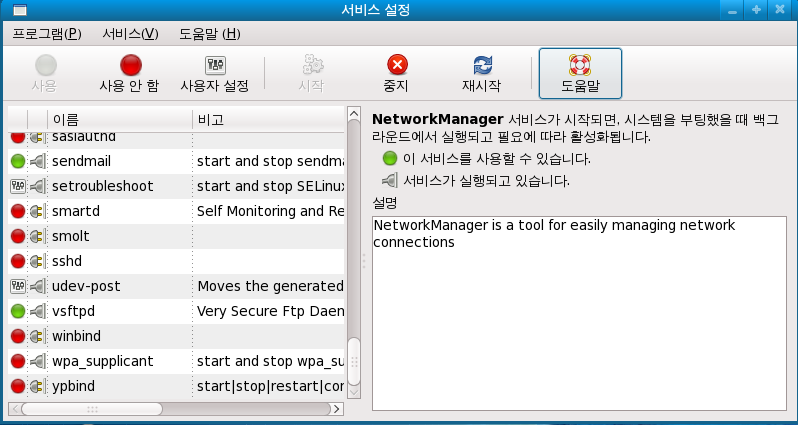 서비스 설정
프로그램(P) 서비스(V) 도움말 (H)
사용 사용 안 함 사용자 설정 시작 중지 재시작 도움말
이름 비고
saslauthd
sendmail start and stop sendma
setroubleshoot start and stop SELinux
smartd Self Monitoring and Re
smolt
sshd
udev-post Moves the generated
vsftpd Very Secure Ftp Daen
winbind
wpa_supplicant start and stop wpa_su
ypbind start|stop|restart|cor
NetworkManager 서비스가 시작되면, 시스템을 부팅했을 때 백그
라운드에서 실행되고 필요에 따라 활성화됩니다.
이 서비스를 사용할 수 있습니다.
서비스가 실행되고 있습니다.
설명
NetworkManager is a tool for easily managing network
connections